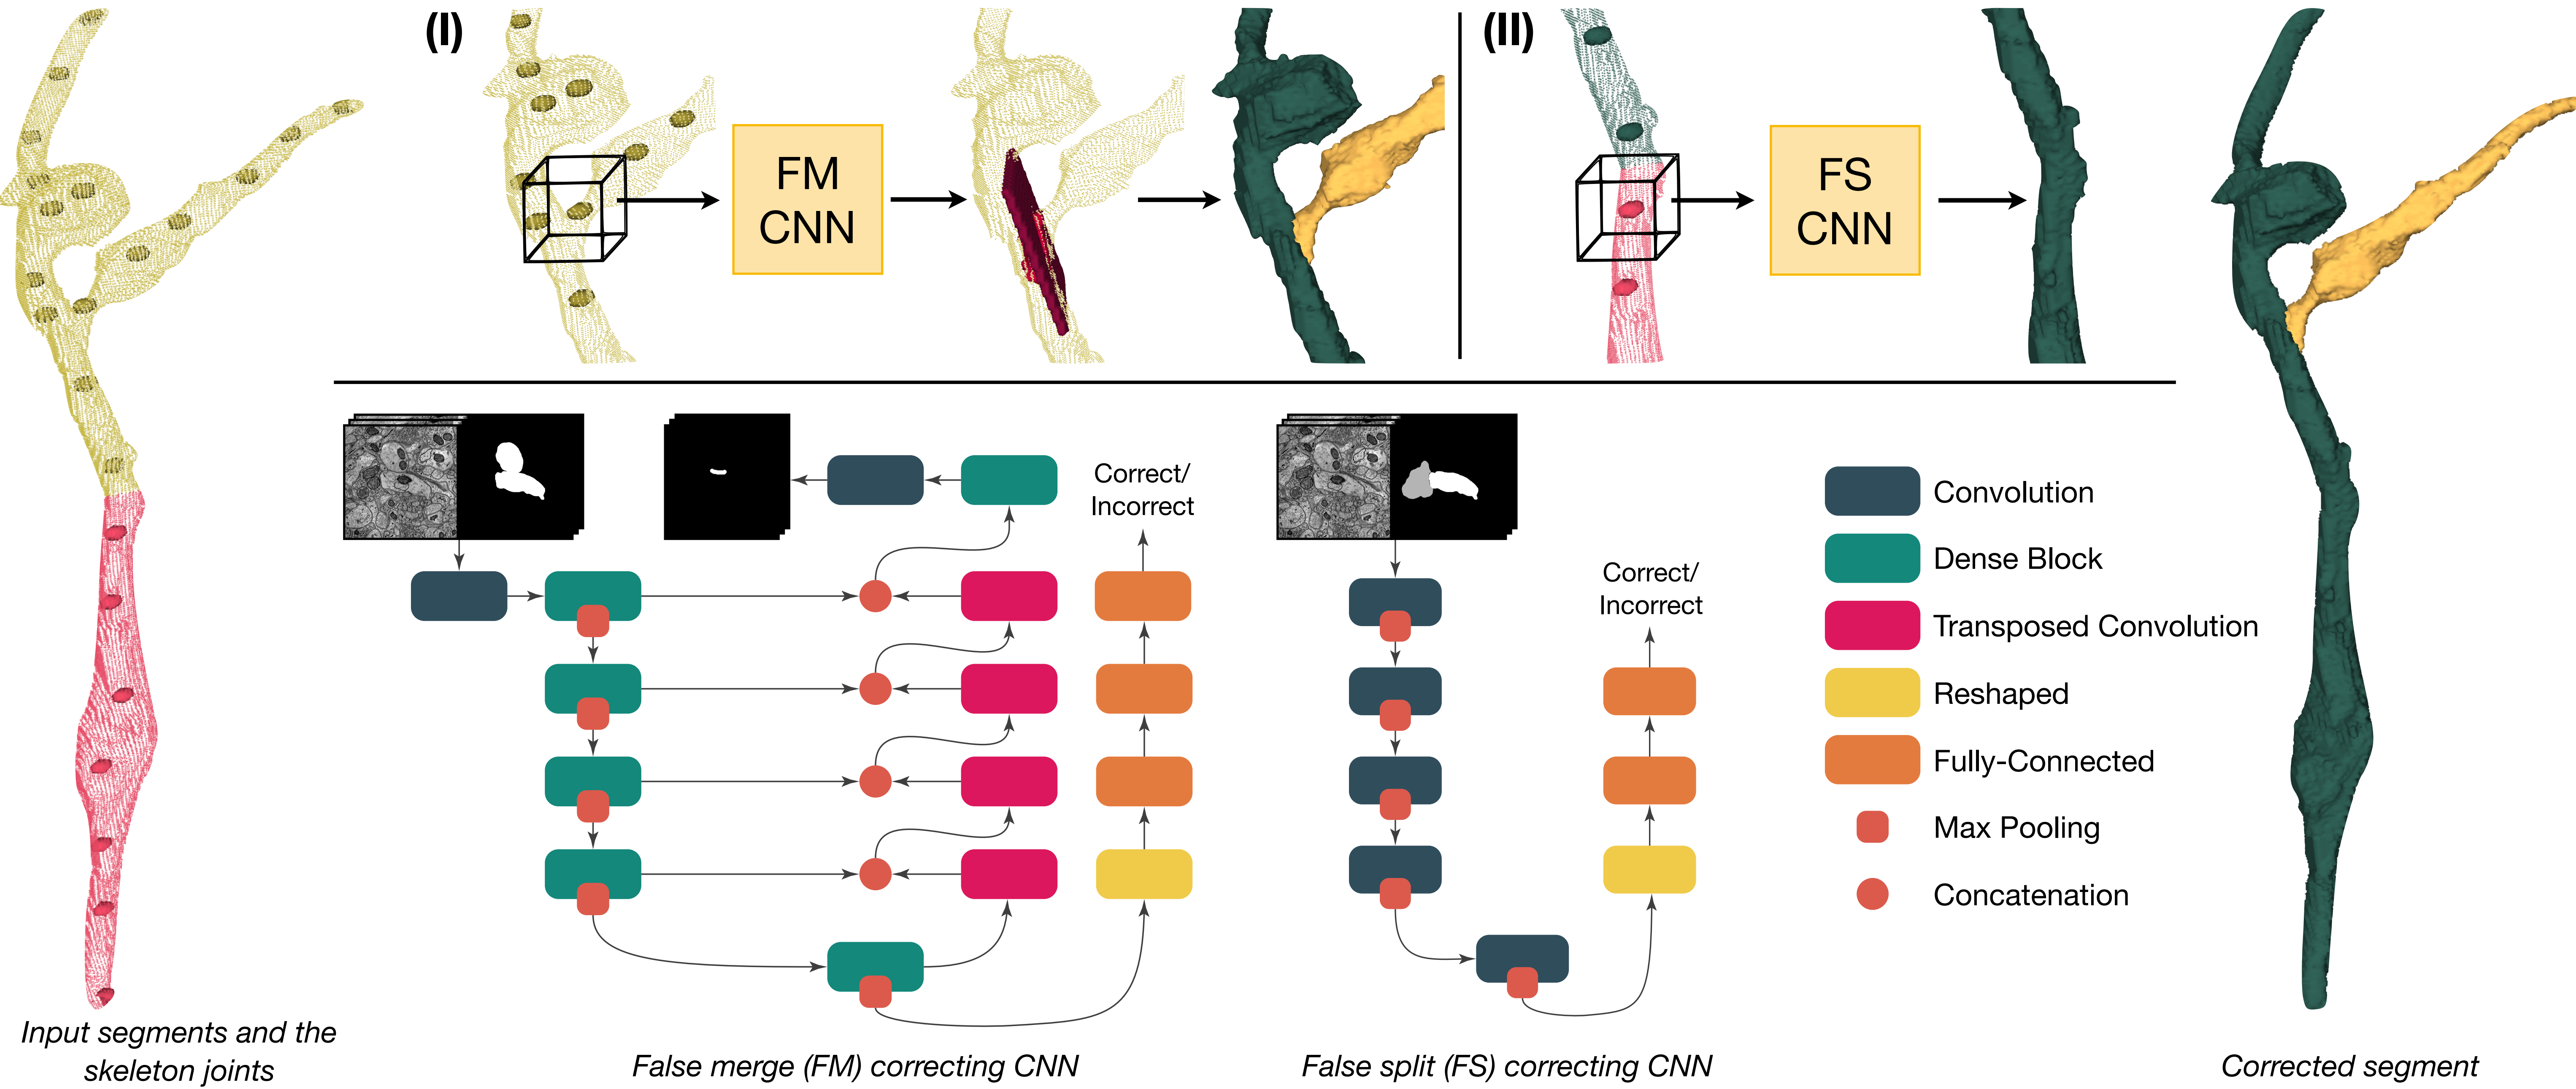 (I)
FM
CNN
(II)
FS
CNN
Correct/
Incorrect
Correct/
Incorrect
Convolution
Dense Block
Transposed Convolution
Reshaped
Fully-Connected
Max Pooling
Concatenation
Input segments and the
skeleton joints
False merge (FM) correcting CNN
False split (FS) correcting CNN
Corrected segment